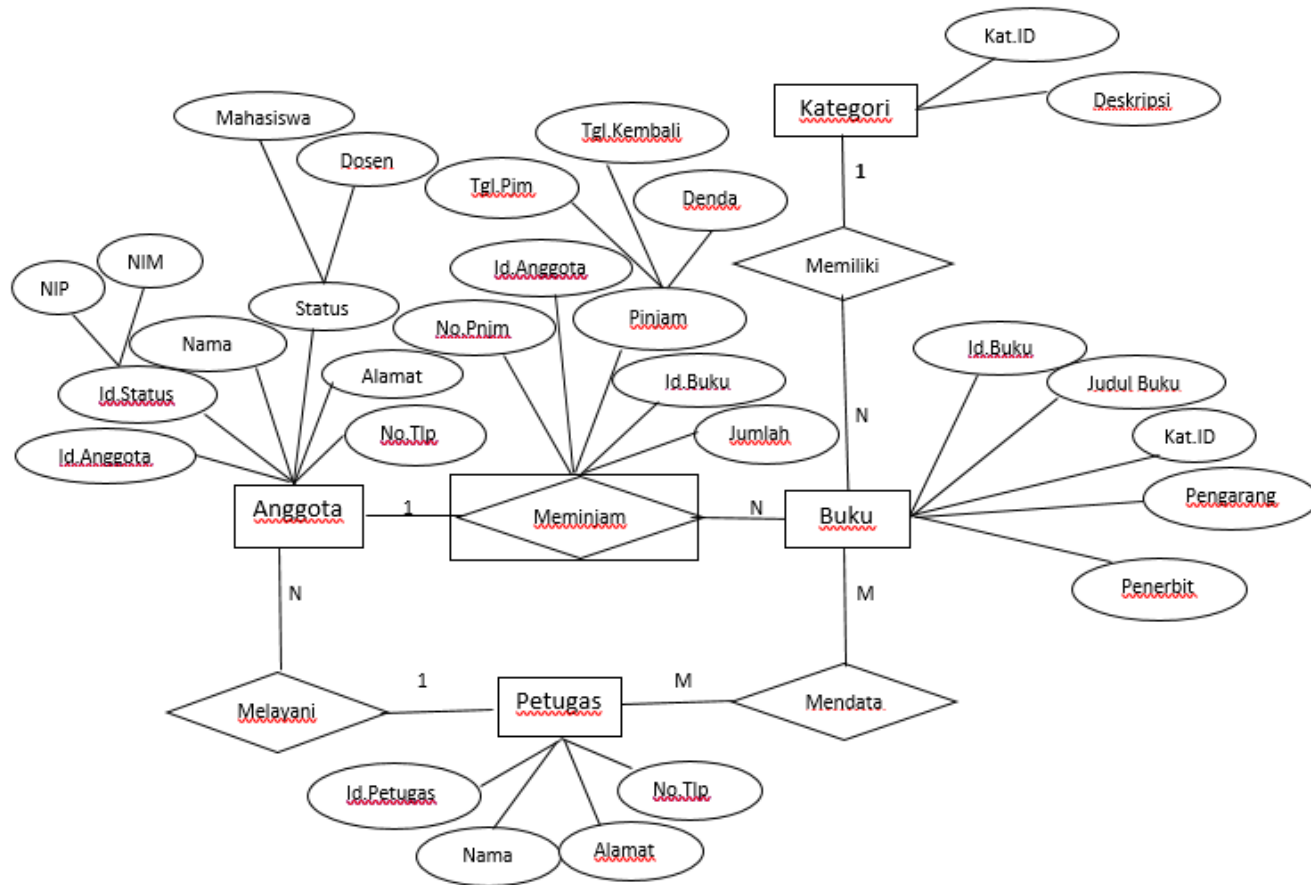 Kat.ID
Kategori
Deskripsi
Mahasiswa
Tgl.Kembali
Dosen
Tgl.Pjm
Denda
1
NIM
Id.Anggota
Memiliki
NIP
Status
Pinjam
No.Pnjm
Nama
Id.Buku
Alamat
Judul Buku
Id.Status
Id.Buku
N
No.Tlp
Jumlah
Kat.ID
Id.Anggota
Pengarang
Anggota
1
Meminjam
N
Buku
Penerbit
N
M
1
M
Melayani
Petugas
Mendata
Id.Petugas
No.Tlp
Nama
Alamat